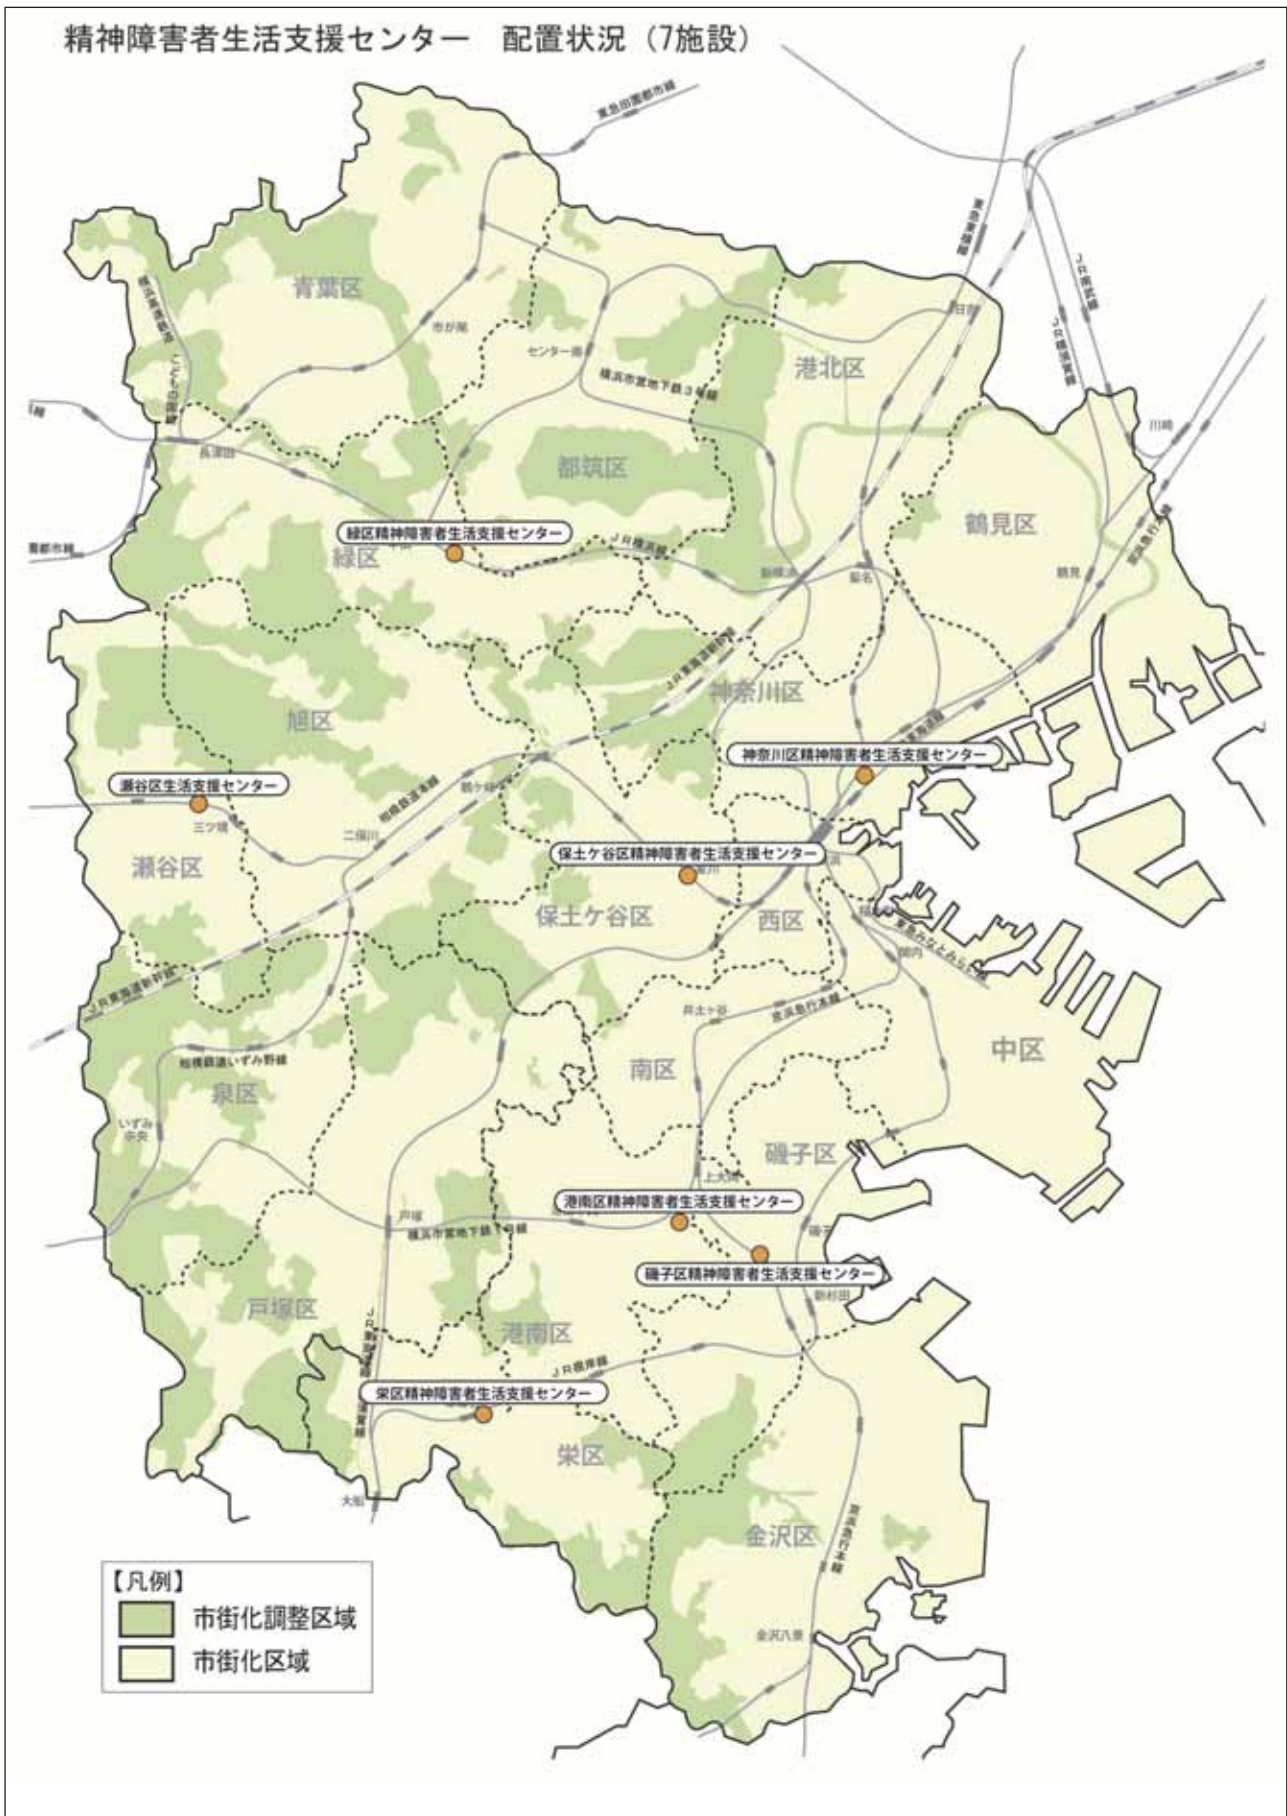 精神障害者生活支援センター　配置状況（7施設）
東急田園都市線
東急東横線
JR南武線
JR横須賀線
青葉区
市が尾
センター南
日吉
港北区
横浜市営地下鉄3号線
こどもの国線
長津田
川崎
都筑区
鶴見区
緑区精神障害者生活支援センター
JR横浜線
京浜急行本線
緑区
新横浜
菊名
鶴見
JR東海道新幹線
神奈川区
旭区
神奈川区精神障害者生活支援センター
瀬谷区生活支援センター
鶴ヶ峰
相模鉄道本線
三ツ境
二俣川
保土ケ谷区精神障害者生活支援センター
瀬谷区
保土ケ谷区
西区
東急みなとみらい線
関内
JR東海道新幹線
井土ヶ谷
京浜急行本線
中区
相模鉄道いずみ野線
南区
泉区
いずみ
中央
磯子区
上大岡
港南区精神障害者生活支援センター
戸塚
横浜市営地下鉄1号線
磯子
磯子区精神障害者生活支援センター
新杉田
戸塚区
港南区
JR根岸線
栄区精神障害者生活支援センター
栄区
大船
京浜急行本線
金沢区
【凡例】
市街化調整区域
市街化区域
金沢八景